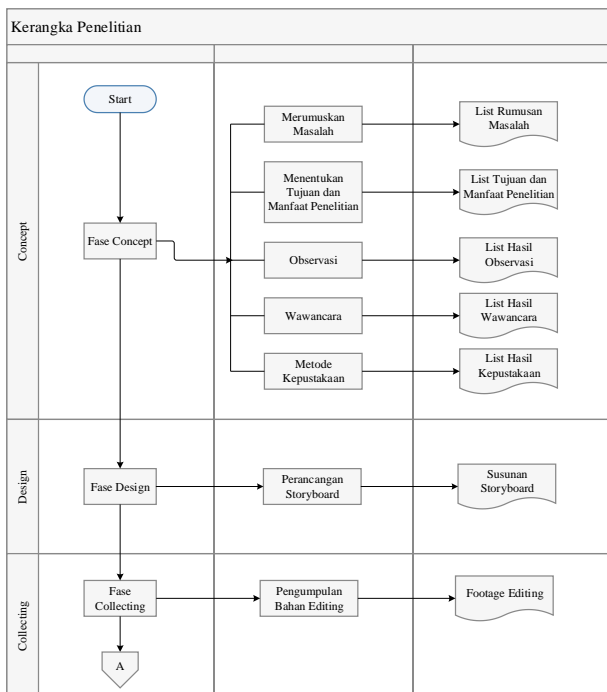 Kerangka Penelitian
Concept
Start
Fase Concept
Merumuskan
Masalah
List Rumusan
Masalah
Menentukan
Tujuan dan
Manfaat Penelitian
List Tujuan dan
Manfaat Penelitian
Observasi
List Hasil
Observasi
Wawancara
List Hasil
Wawancara
Metode
Kepustakaan
List Hasil
Kepustakaan
Design
Fase Design
Perancangan
Storyboard
Susunan
Storyboard
Collecting
Fase
Collecting
Pengumpulan
Bahan Editing
Footage Editing
A